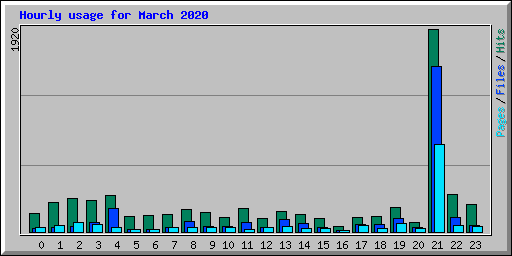 Hourly usage for March 2020
1920
Pages/Files/Hits
0 1 2 3 4 5 6 7 8 9 10 11 12 13 14 15 16 17 18 19 20 21 22 23